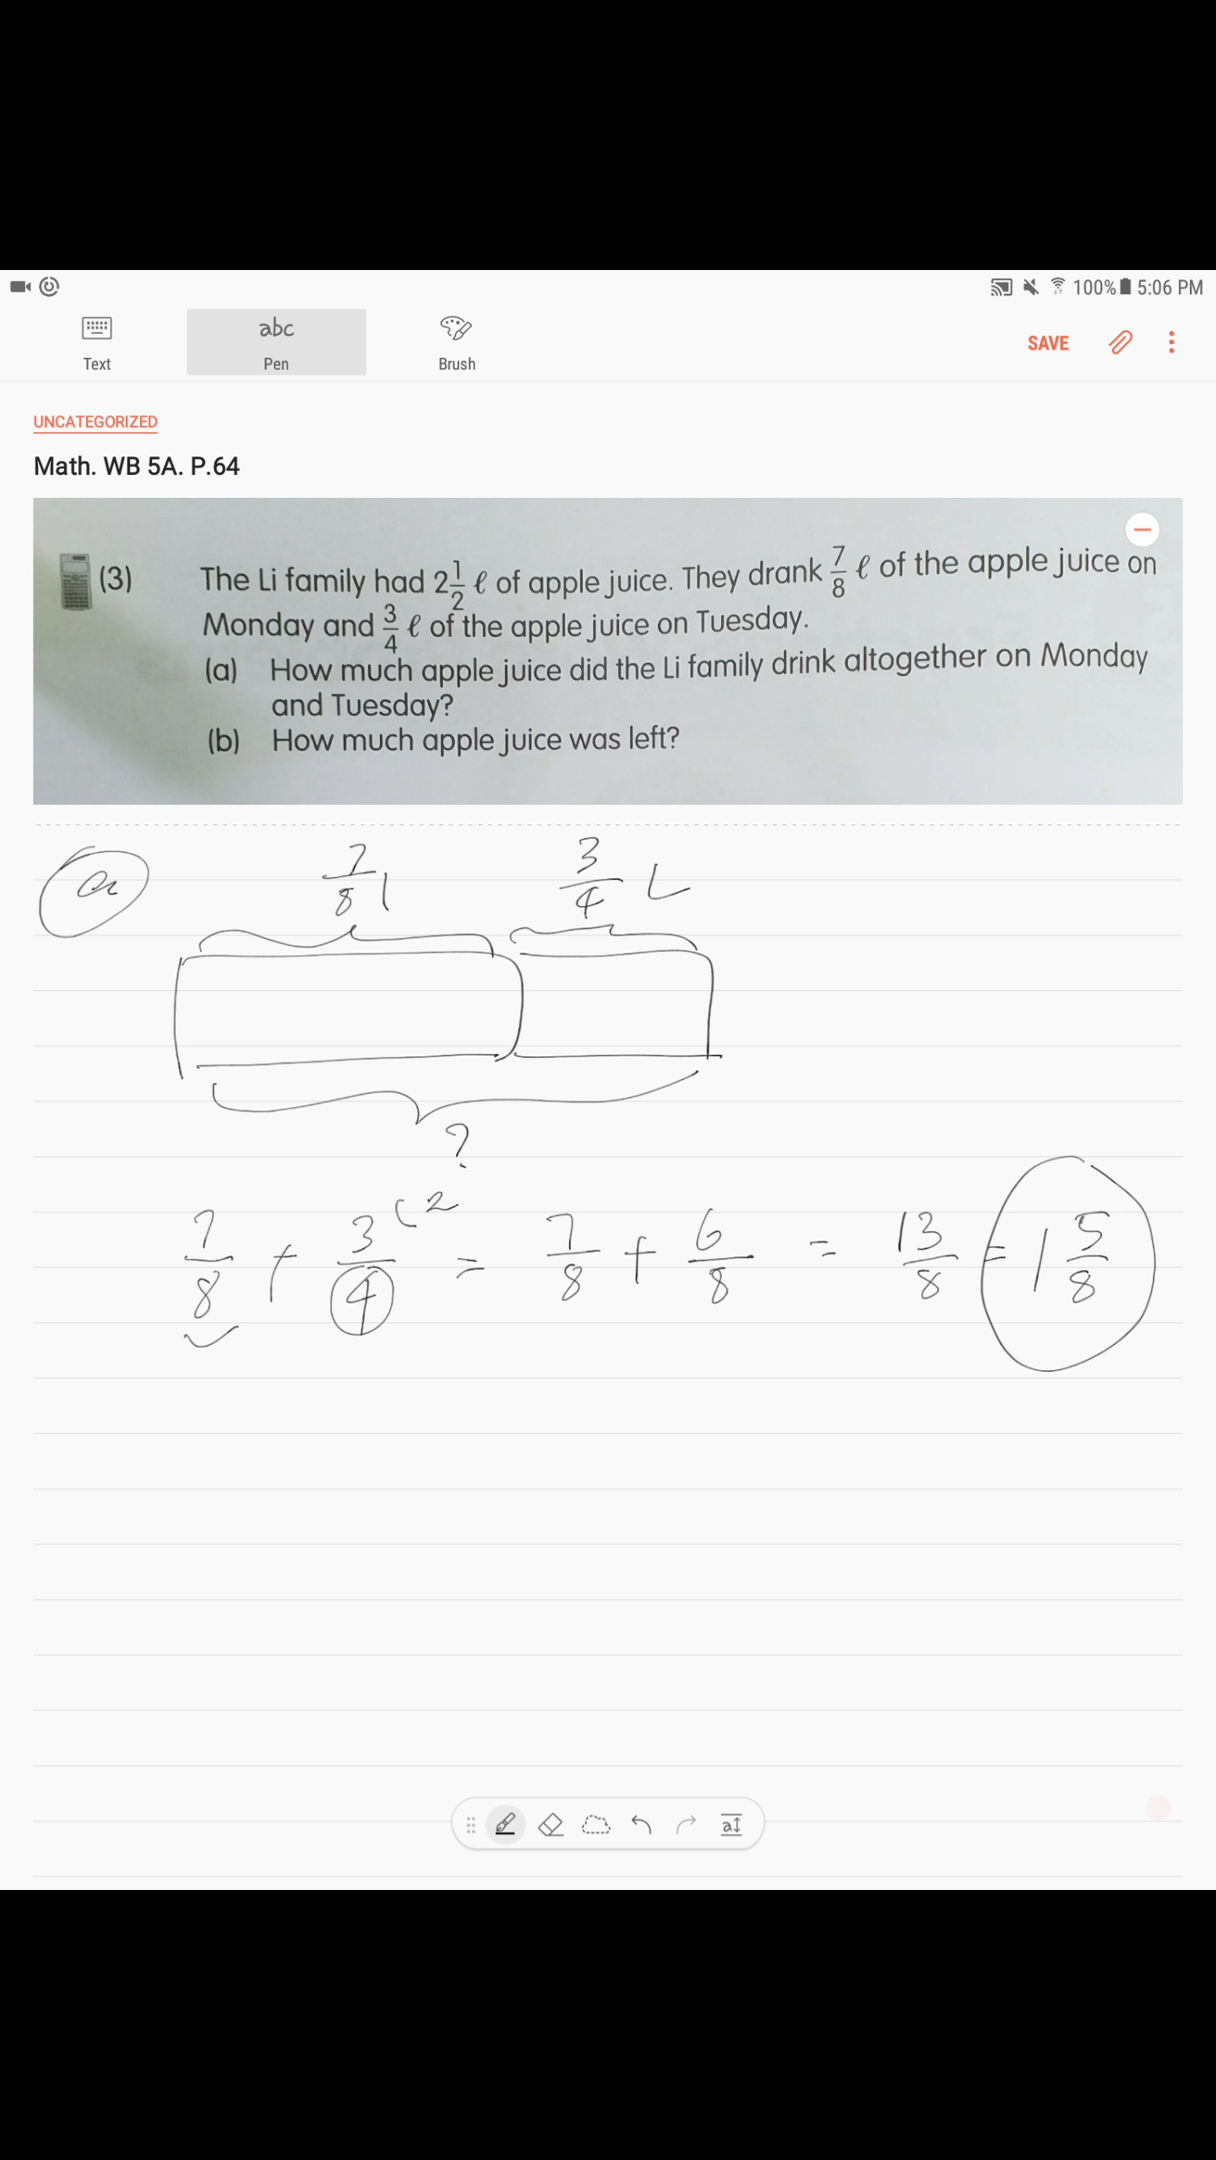 100% 5:06 PM
Text
abc
Pen
Brush
SAVE
UNCATEGORIZED
Math. WB 5A. P.64
(3) The Li family had 2 1/2 ℓ of apple juice. They drank 7/8 ℓ of the apple juice on
Monday and 3/4 ℓ of the apple juice on Tuesday.
(a) How much apple juice did the Li family drink altogether on Monday
and Tuesday?
(b) How much apple juice was left?
a
7/8 l 3/4 L
?
7/8 + 3/4 (2 = 7/8 + 6/8 = 13/8 = 1 5/8
a